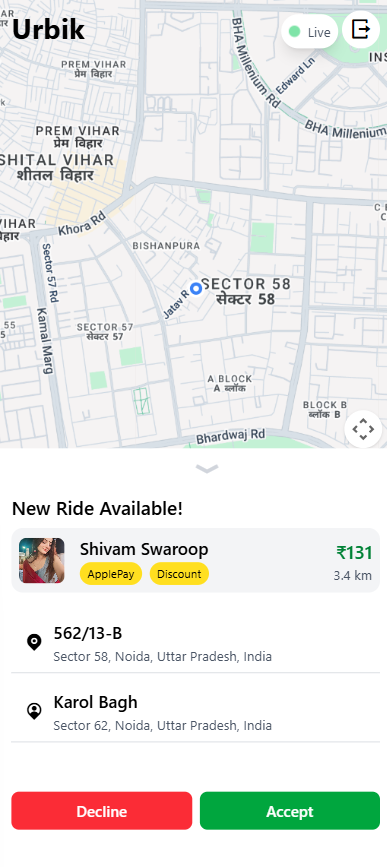 Urbik
Live
BHA Millenium Rd
Edward Ln
INS
BHA Millenium
PREM VIHAR
प्रेम विहार
PREM VIHAR
प्रेम विहार
SHITAL VIHAR
शीतल विहार
VIHAR
हार
Khora Rd
BISHANPURA
Sector 57 Rd
Jatav R
SECTOR 58
सेक्टर 58
SECTOR 57
सेक्टर 57
55
55
Kamal Marg
A BLOCK
A ब्लॉक
BLOCK B
ब्लॉक B
Bhardwaj Rd
New Ride Available!
Shivam Swaroop
₹131
ApplePay
Discount
3.4 km
562/13-B
Sector 58, Noida, Uttar Pradesh, India
Karol Bagh
Sector 62, Noida, Uttar Pradesh, India
Decline
Accept